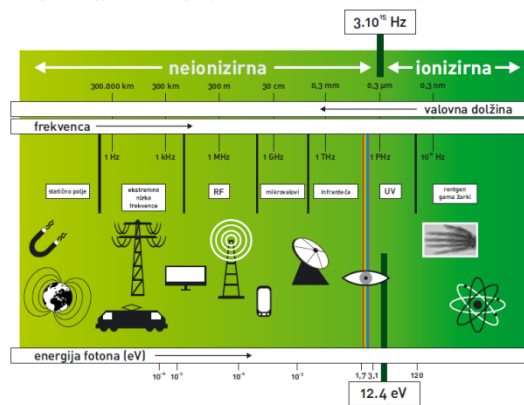 3.10¹⁵ Hz
neionizirna
ionizirna
300.000 km 300 km 300 m 30 cm 0,3 mm 0,3 µm 0,3 nm
valovna dolžina
frekvenca
1 Hz 1 kHz 1 MHz 1 GHz 1 THz 1 PHz
statično polje
ekstremno
nizke
frekvence
RF
mikrovalovi
infrardeča
UV
rentgen
gama žarki
energija fotona (eV)
1,7 3,1 120
12.4 eV